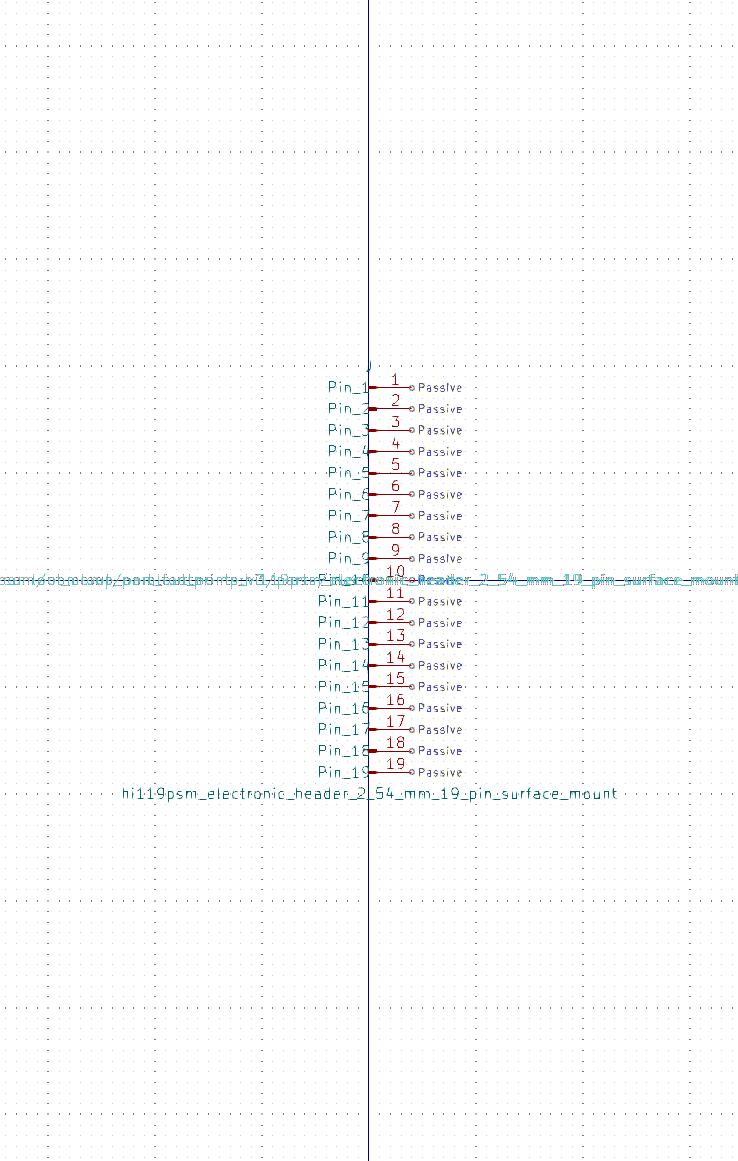 J
Pin_1 1 Passive
Pin_2 2 Passive
Pin_3 3 Passive
Pin_4 4 Passive
Pin_5 5 Passive
Pin_6 6 Passive
Pin_7 7 Passive
Pin_8 8 Passive
Pin_9 9 Passive
10 header_2_54_mm_19_pin_surface_mount
Pin_11 11 Passive
Pin_12 12 Passive
Pin_13 13 Passive
Pin_14 14 Passive
Pin_15 15 Passive
Pin_16 16 Passive
Pin_17 17 Passive
Pin_18 18 Passive
Pin_19 19 Passive
hi119psm_electronic_header_2_54_mm_19_pin_surface_mount